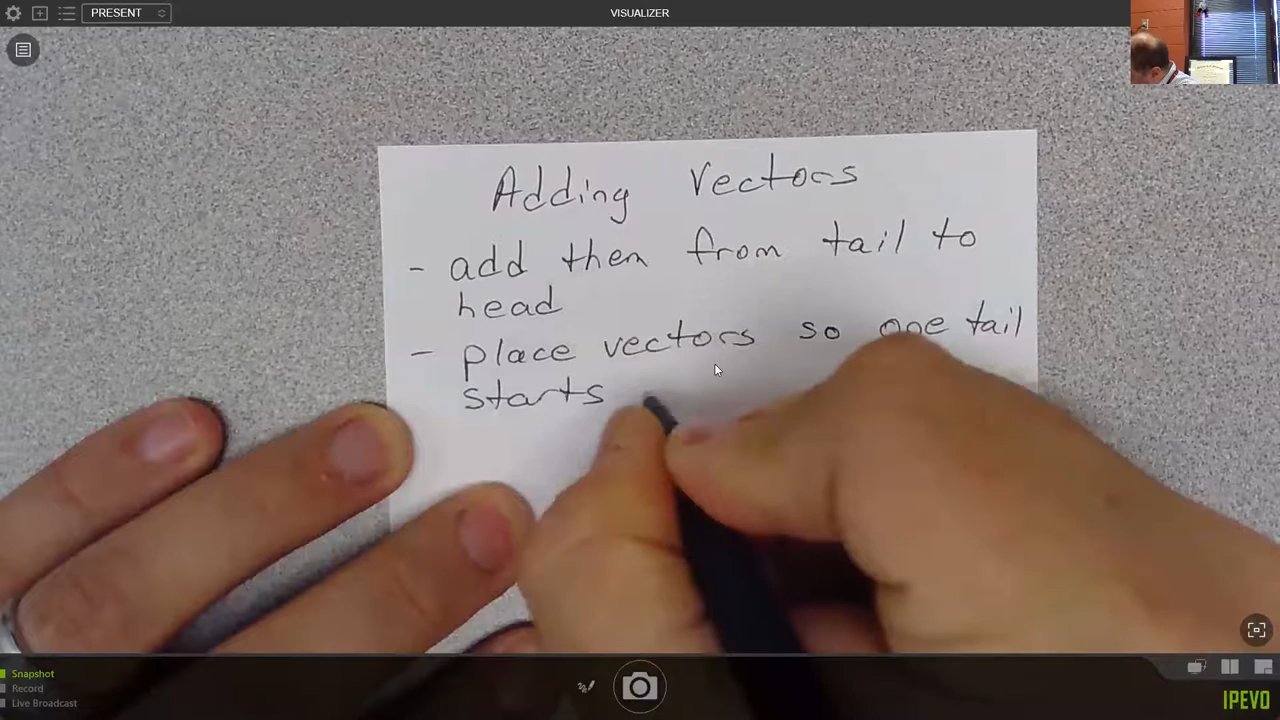 PRESENT
VISUALIZER
Adding Vectors
- add them from tail to
head
- place vectors so one tail
starts
Snapshot
Record
Live Broadcast
IPEVO